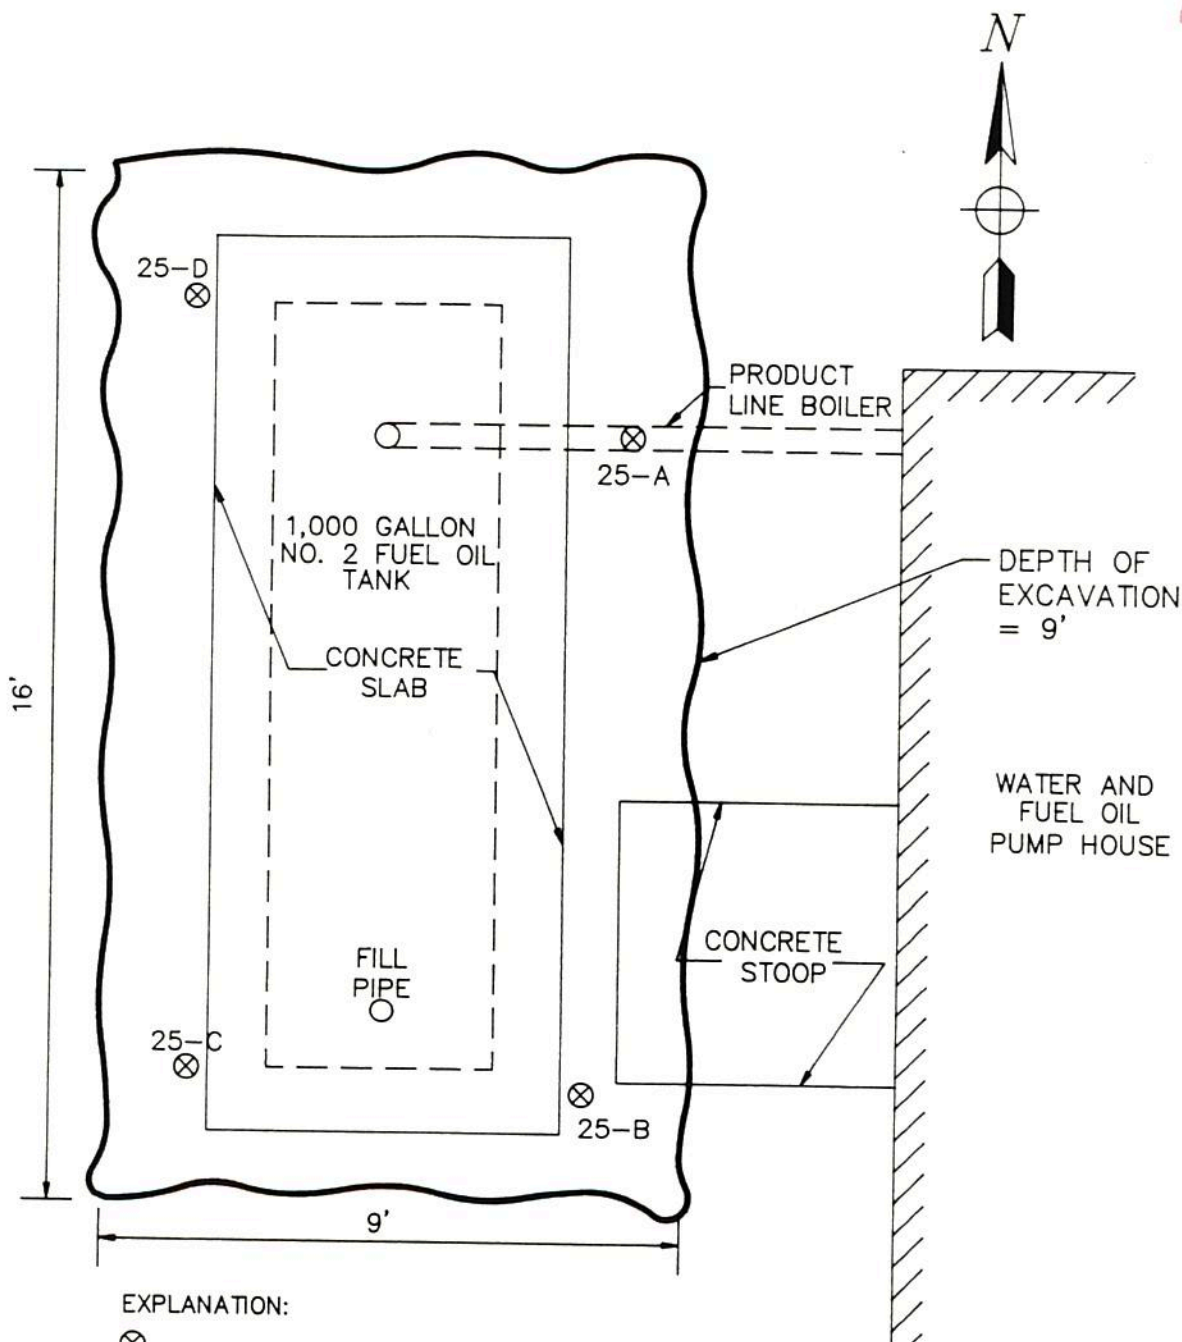 N
25-D
PRODUCT
LINE BOILER
25-A
1,000 GALLON
NO. 2 FUEL OIL
TANK
DEPTH OF
EXCAVATION
= 9'
CONCRETE
SLAB
16'
WATER AND
FUEL OIL
PUMP HOUSE
CONCRETE
STOOP
FILL
PIPE
25-C
25-B
9'
EXPLANATION: